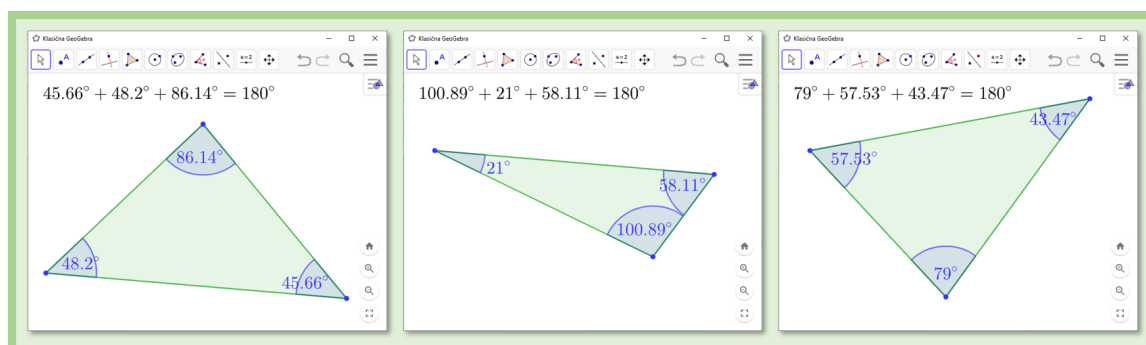 Klasična GeoGebra
45.66° + 48.2° + 86.14° = 180°
86.14°
48.2°
45.66°
Klasična GeoGebra
100.89° + 21° + 58.11° = 180°
21°
58.11°
100.89°
Klasična GeoGebra
79° + 57.53° + 43.47° = 180°
43.47°
57.53°
79°